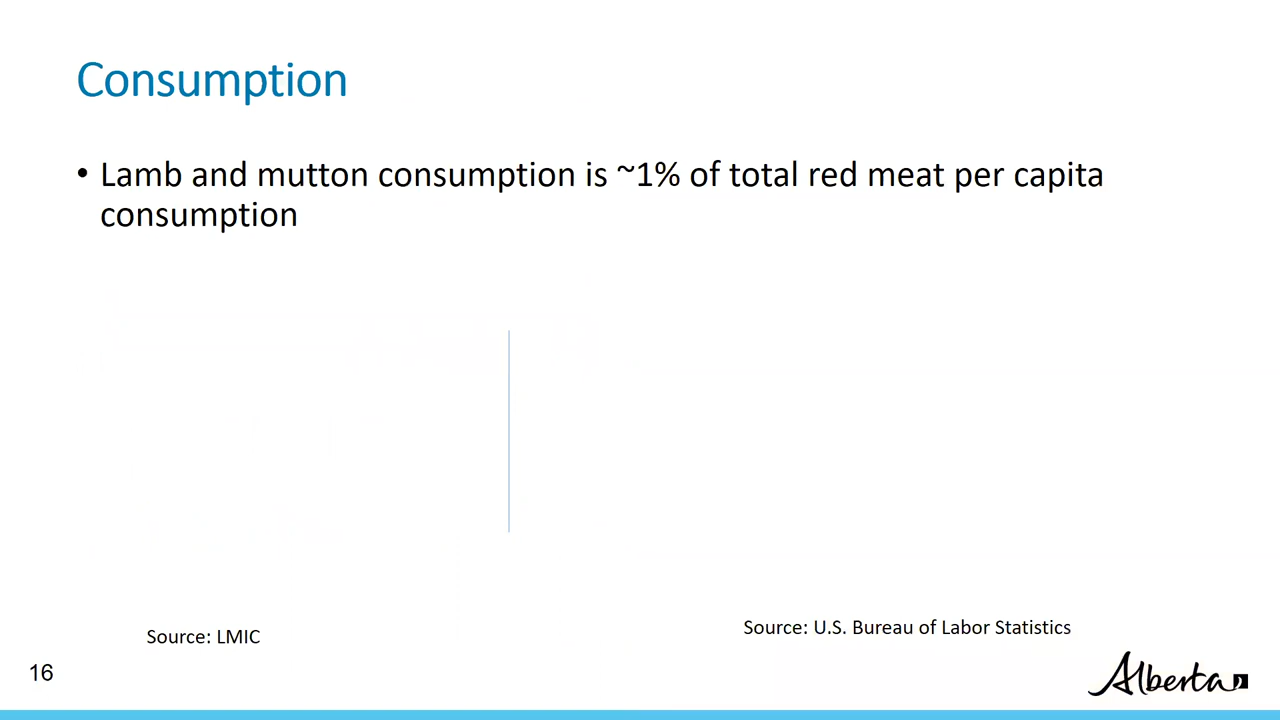 Consumption
• Lamb and mutton consumption is ~1% of total red meat per capita
consumption
Source: LMIC
Source: U.S. Bureau of Labor Statistics
16
Alberta